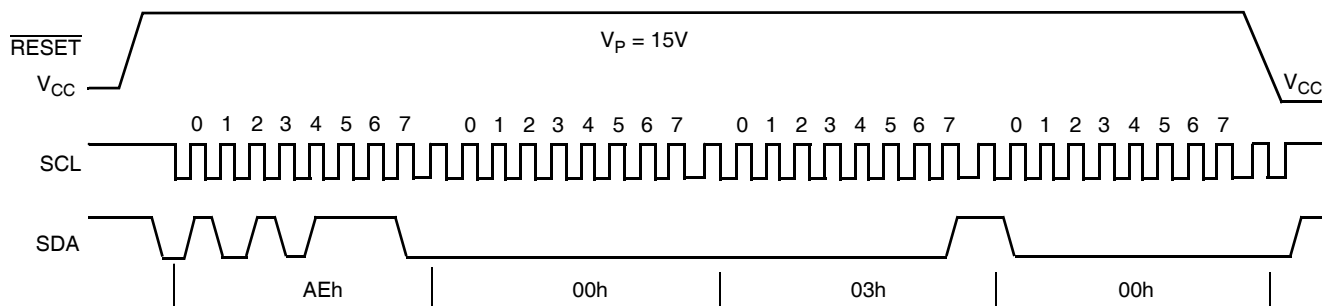 RESET
V_P = 15V
V_CC
V_CC
0 1 2 3 4 5 6 7 0 1 2 3 4 5 6 7 0 1 2 3 4 5 6 7 0 1 2 3 4 5 6 7
SCL
SDA
AEh 00h 03h 00h